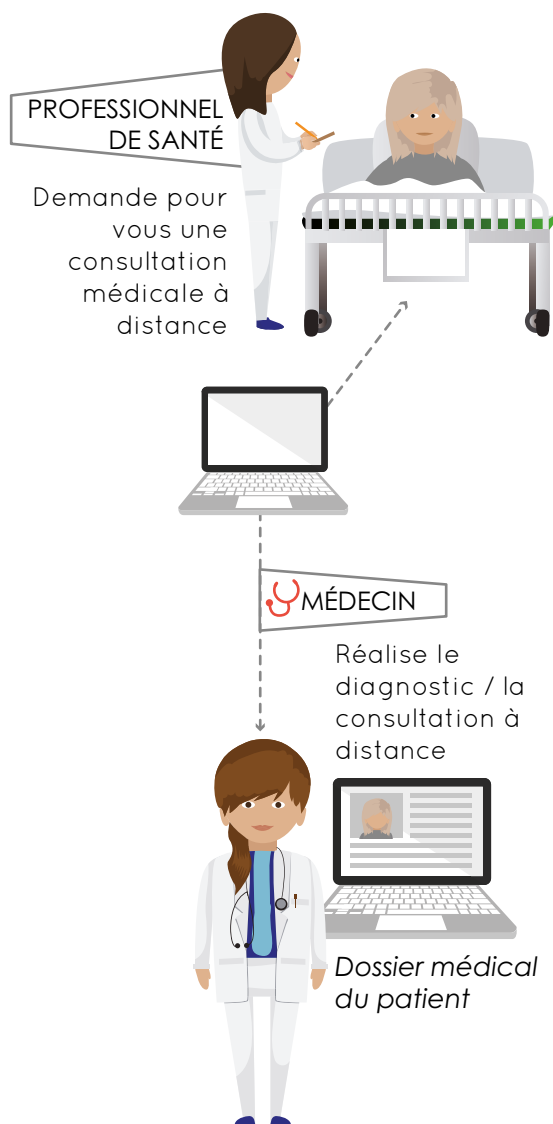 PROFESSIONNEL
DE SANTÉ
Demande pour
vous une
consultation
médicale à
distance
MÉDECIN
Réalise le
diagnostic / la
consultation à
distance
Dossier médical
du patient